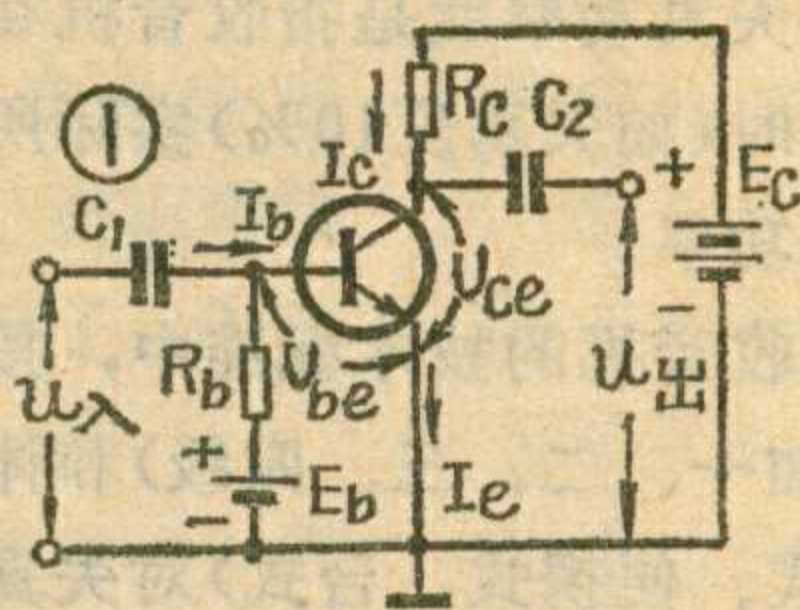 ①
Rc
C2
Ic
+
Ec
C1
Ib
Uce
−
u出
Rb
Ube
u入
+
Eb
−
Ie